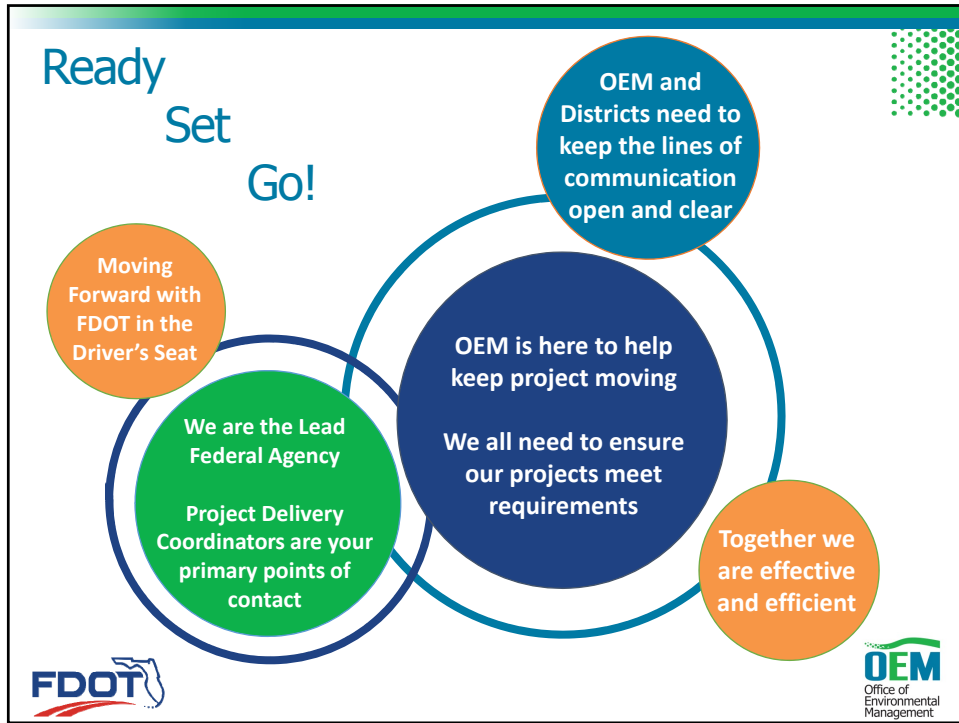 Ready
Set
Go!
OEM and
Districts need to
keep the lines of
communication
open and clear
Moving
Forward with
FDOT in the
Driver’s Seat
OEM is here to help
keep project moving
We all need to ensure
our projects meet
requirements
We are the Lead
Federal Agency
Project Delivery
Coordinators are your
primary points of
contact
Together we
are effective
and efficient
FDOT
OEM
Office of
Environmental
Management